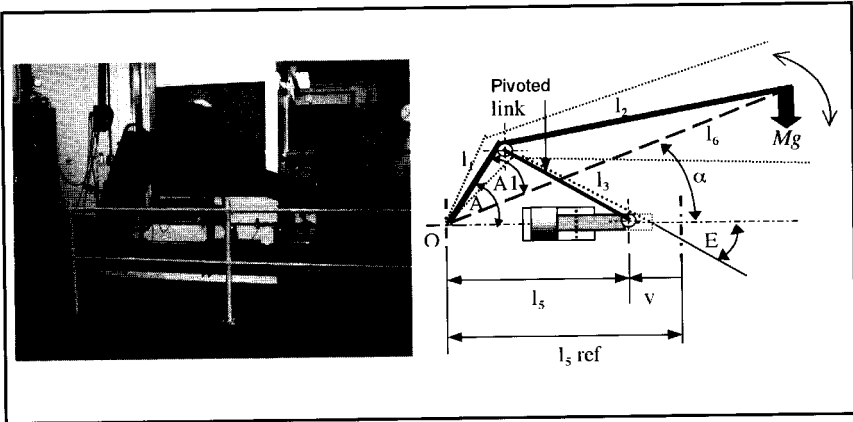 Pivoted
link
l₂
l₆
Mg
l₁
A1
l₃
α
A
O
E
l₅
v
l₅ ref